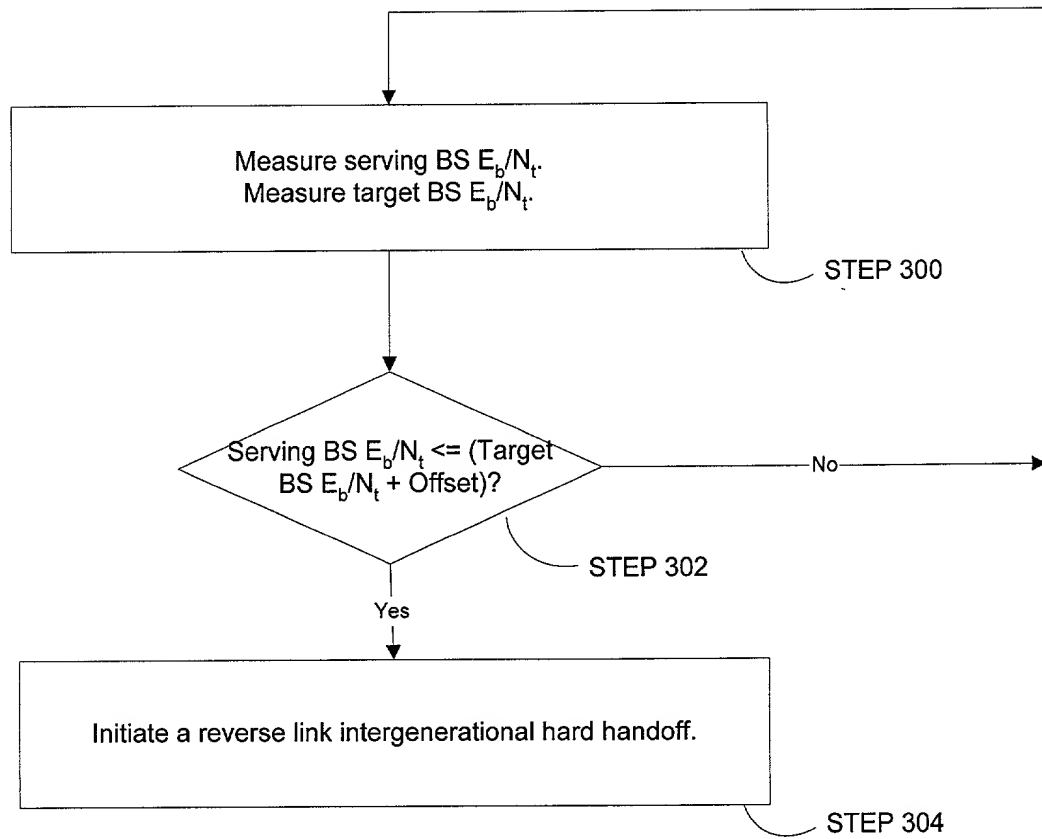 Measure serving BS E_b/N_t.
Measure target BS E_b/N_t.
STEP 300
Serving BS E_b/N_t <= (Target
BS E_b/N_t + Offset)?
No
STEP 302
Yes
Initiate a reverse link intergenerational hard handoff.
STEP 304